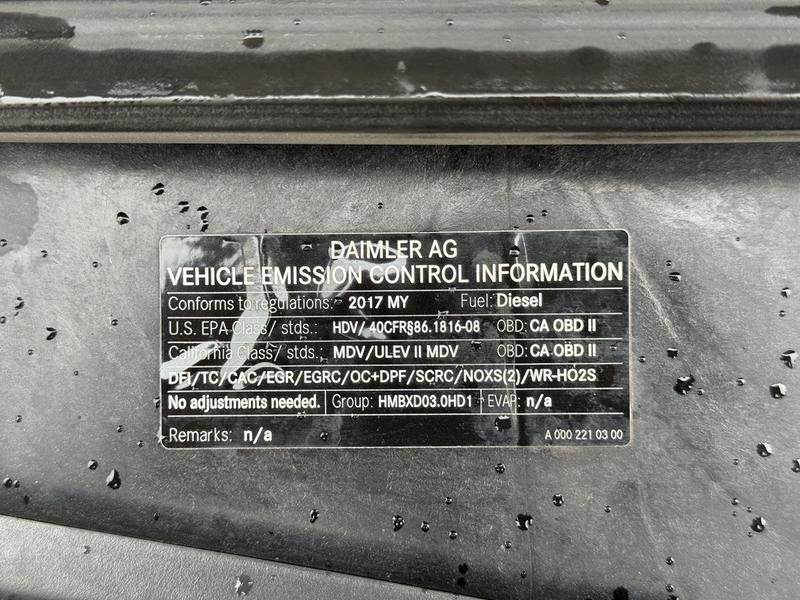 DAIMLER AG
VEHICLE EMISSION CONTROL INFORMATION
Conforms to regulations: 2017 MY Fuel: Diesel
U.S. EPA Class/ stds.: HDV/ 40CFR§86.1816-08 OBD: CA OBD II
California Class/ stds.: MDV/ULEV II MDV OBD: CA OBD II
DFI/TC/CAC/EGR/EGRC/OC+DPF/SCRC/NOXS(2)/WR-HO2S
No adjustments needed. Group: HMBXD03.0HD1 EVAP: n/a
Remarks: n/a A 000 221 03 00